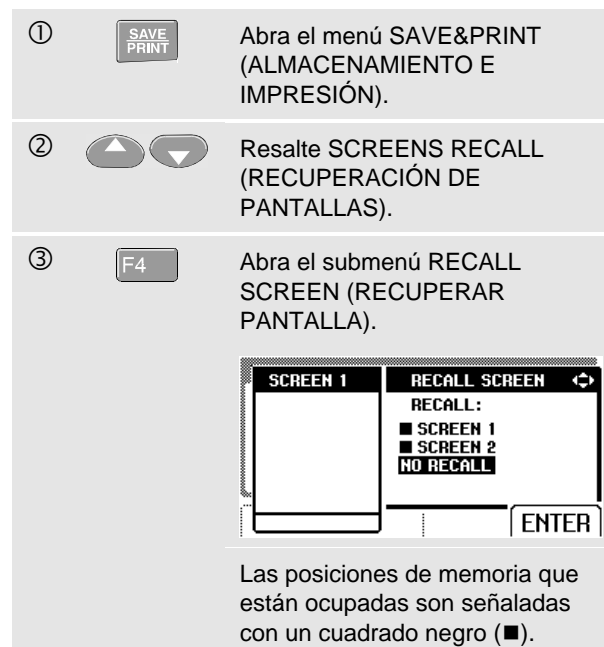 ① SAVE PRINT Abra el menú SAVE&PRINT
(ALMACENAMIENTO E
IMPRESIÓN).
② Resalte SCREENS RECALL
(RECUPERACIÓN DE
PANTALLAS).
③ F4 Abra el submenú RECALL
SCREEN (RECUPERAR
PANTALLA).
SCREEN 1 RECALL SCREEN
RECALL:
■ SCREEN 1
■ SCREEN 2
NO RECALL
ENTER
Las posiciones de memoria que
están ocupadas son señaladas
con un cuadrado negro (■).